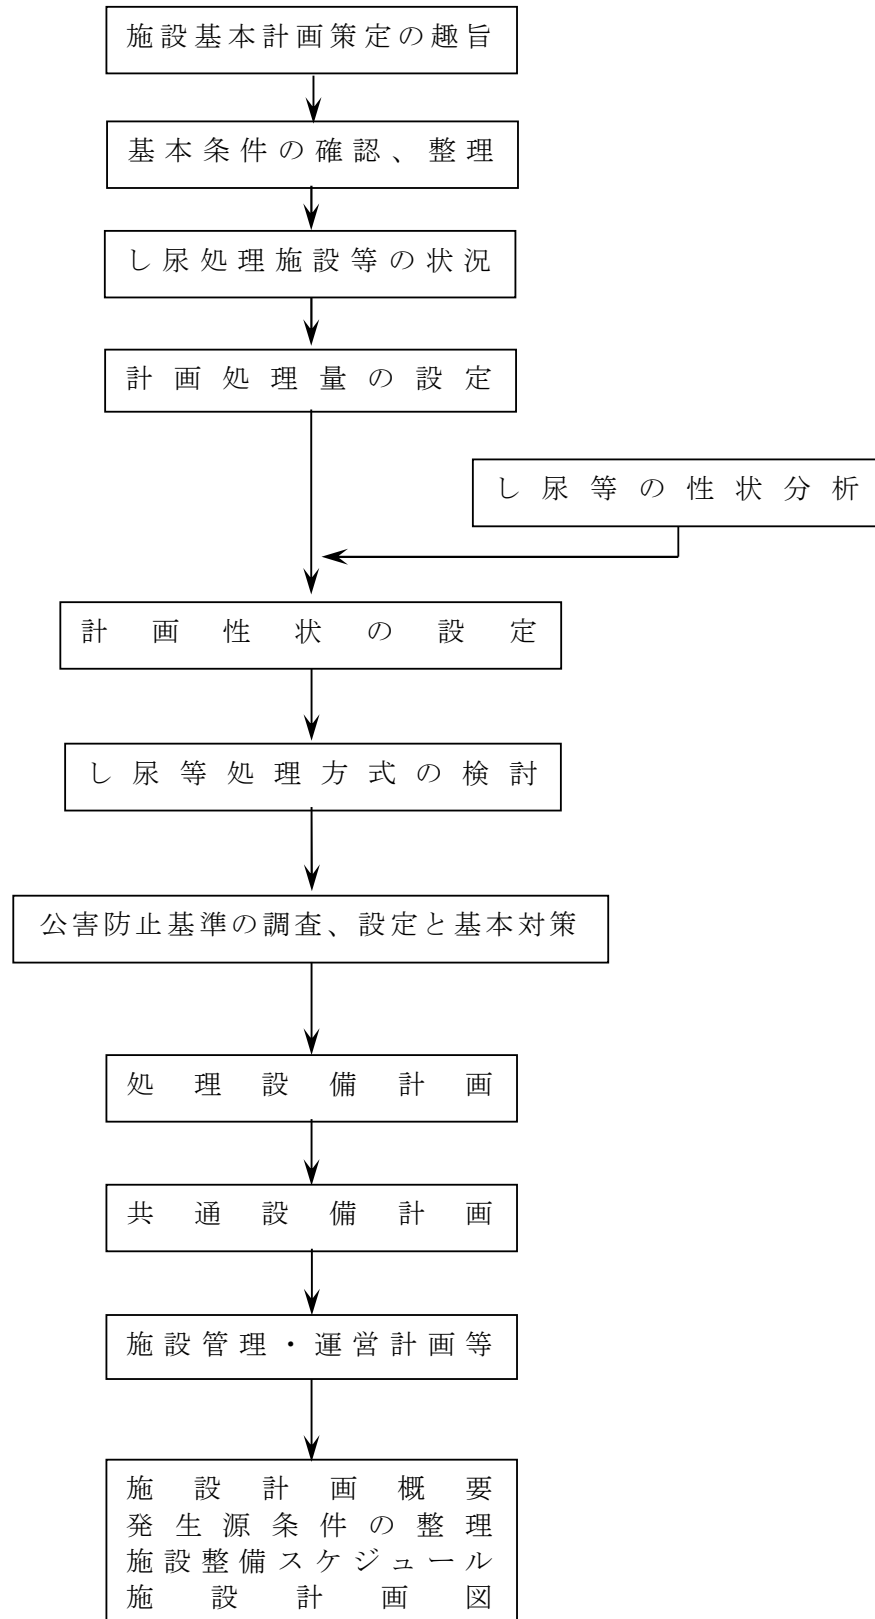 施設基本計画策定の趣旨
基本条件の確認、整理
し尿処理施設等の状況
計画処理量の設定
し尿等の性状分析
計画性状の設定
し尿等処理方式の検討
公害防止基準の調査、設定と基本対策
処理設備計画
共通設備計画
施設管理・運営計画等
施設計画概要
発生源条件の整理
施設整備スケジュール
施設計画図